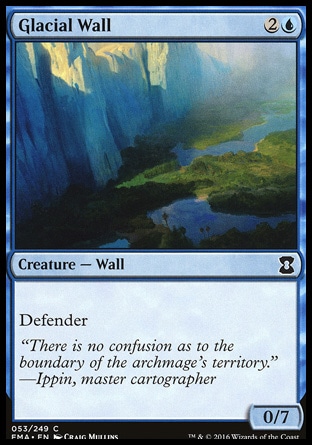 Glacial Wall 2
Creature — Wall
Defender
“There is no confusion as to the
boundary of the archmage's territory.”
—Ippin, master cartographer
053/249 C
EMA • EN Craig Mullins
™ & © 2016 Wizards of the Coast
0/7